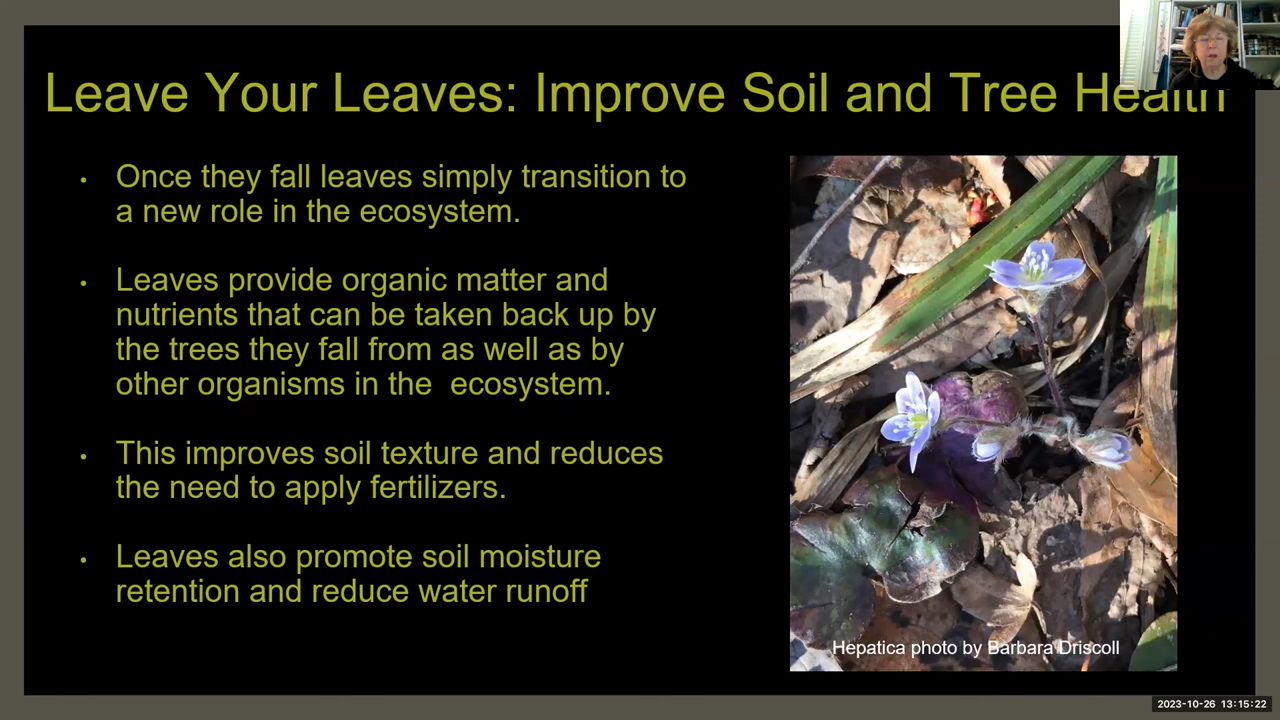 Leave Your Leaves: Improve Soil and Tree Health
• Once they fall leaves simply transition to
a new role in the ecosystem.
• Leaves provide organic matter and
nutrients that can be taken back up by
the trees they fall from as well as by
other organisms in the  ecosystem.
• This improves soil texture and reduces
the need to apply fertilizers.
• Leaves also promote soil moisture
retention and reduce water runoff
Hepatica photo by Barbara Driscoll
2023-10-26 13:15:22